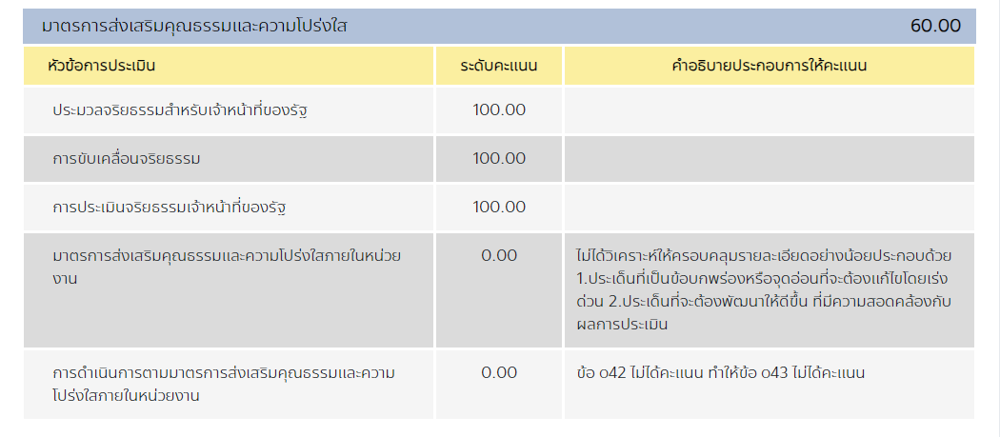 มาตรการส่งเสริมคุณธรรมและความโปร่งใส 60.00
หัวข้อการประเมิน ระดับคะแนน คำอธิบายประกอบการให้คะแนน
ประมวลจริยธรรมสำหรับเจ้าหน้าที่ของรัฐ 100.00
การขับเคลื่อนจริยธรรม 100.00
การประเมินจริยธรรมเจ้าหน้าที่ของรัฐ 100.00
มาตรการส่งเสริมคุณธรรมและความโปร่งใสภายในหน่วย
งาน
0.00
ไม่ได้วิเคราะห์ให้ครอบคลุมรายละเอียดอย่างน้อยประกอบด้วย
1.ประเด็นที่เป็นข้อบกพร่องหรือจุดอ่อนที่จะต้องแก้ไขโดยเร่ง
ด่วน 2.ประเด็นที่จะต้องพัฒนาให้ดีขึ้น ที่มีความสอดคล้องกับ
ผลการประเมิน
การดำเนินการตามมาตรการส่งเสริมคุณธรรมและความ
โปร่งใสภายในหน่วยงาน
0.00
ข้อ o42 ไม่ได้คะแนน ทำให้ข้อ o43 ไม่ได้คะแนน